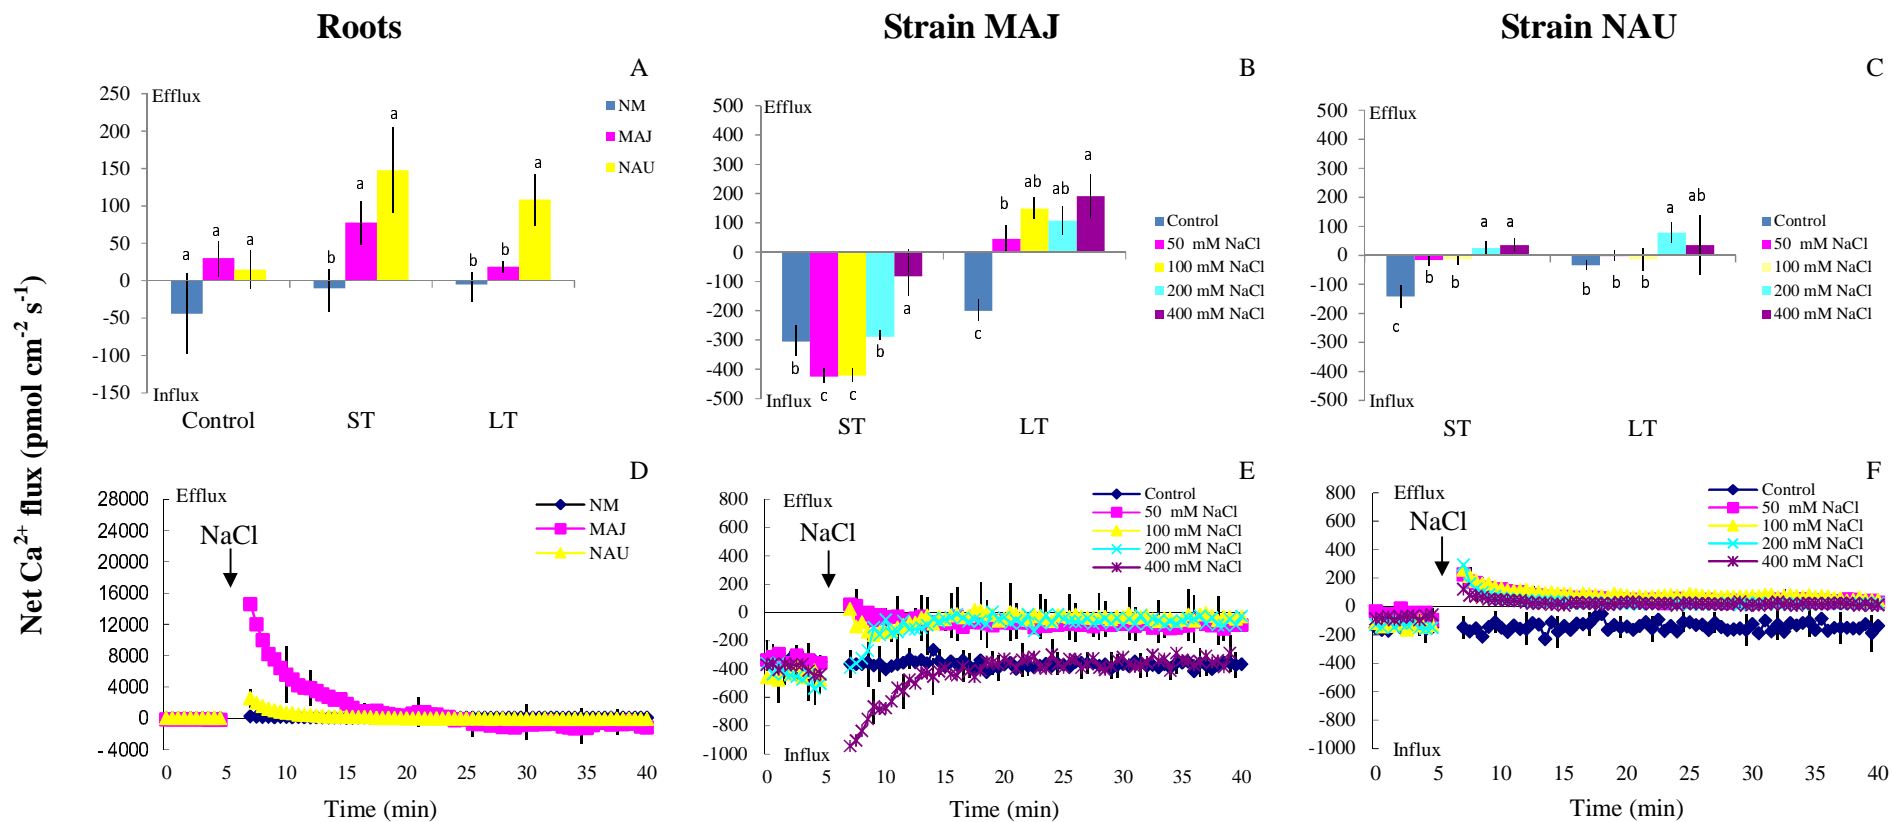 Roots
Strain MAJ
Strain NAU
Net Ca²⁺ flux (pmol cm⁻² s⁻¹)
A
Efflux
250
200
150
100
50
0
-50
-100
-150
Influx
NM
MAJ
NAU
a
a
a
b
a
a
b
b
a
Control ST LT
B
Efflux
500
400
300
200
100
0
-100
-200
-300
-400
-500
Influx
Control
50 mM NaCl
100 mM NaCl
200 mM NaCl
400 mM NaCl
b
c
c
b
a
c
b
ab
ab
a
ST LT
C
Efflux
500
400
300
200
100
0
-100
-200
-300
-400
-500
Influx
Control
50 mM NaCl
100 mM NaCl
200 mM NaCl
400 mM NaCl
c
b
b
a
a
b
b
b
a
ab
ST LT
D
Efflux
28000
24000
20000
16000
12000
8000
4000
0
- 4000
NaCl
NM
MAJ
NAU
0 5 10 15 20 25 30 35 40
Time (min)
E
Efflux
800
600
400
200
0
-200
-400
-600
-800
-1000
Influx
NaCl
Control
50 mM NaCl
100 mM NaCl
200 mM NaCl
400 mM NaCl
0 5 10 15 20 25 30 35 40
Time (min)
F
Efflux
800
600
400
200
0
-200
-400
-600
-800
-1000
Influx
NaCl
Control
50 mM NaCl
100 mM NaCl
200 mM NaCl
400 mM NaCl
0 5 10 15 20 25 30 35 40
Time (min)